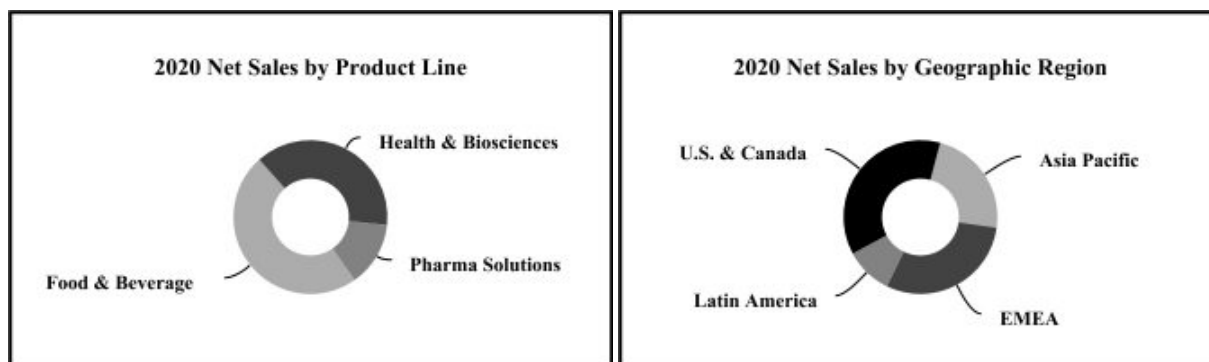 2020 Net Sales by Product Line
Health & Biosciences
Pharma Solutions
Food & Beverage
2020 Net Sales by Geographic Region
U.S. & Canada
Asia Pacific
Latin America
EMEA